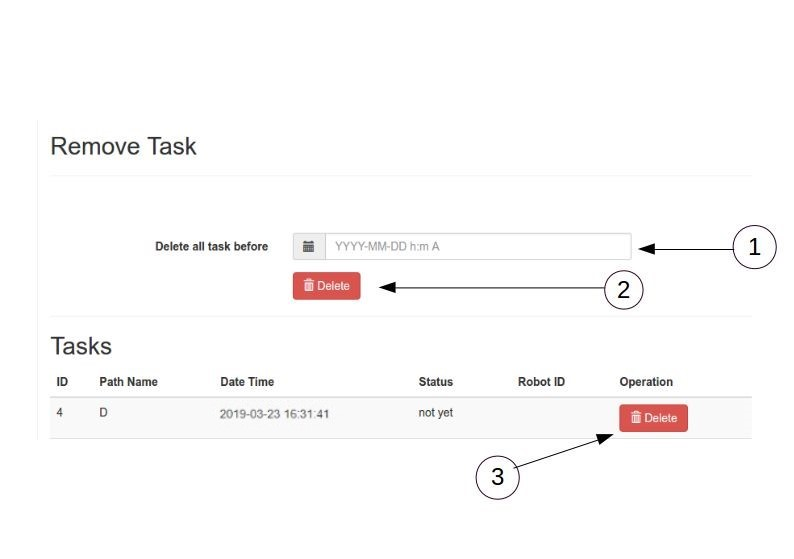 Remove Task
Delete all task before YYYY-MM-DD h:m A
1
Delete
2
Tasks
ID Path Name Date Time Status Robot ID Operation
4 D 2019-03-23 16:31:41 not yet Delete
3